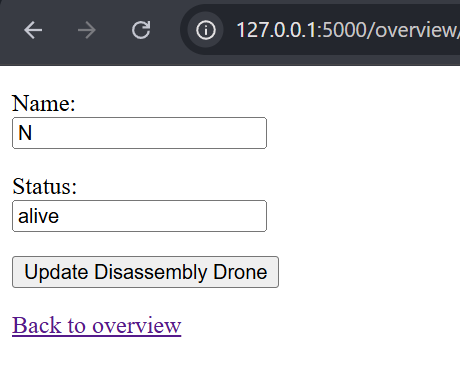 127.0.0.1:5000/overview/
Name:
N
Status:
alive
Update Disassembly Drone
Back to overview